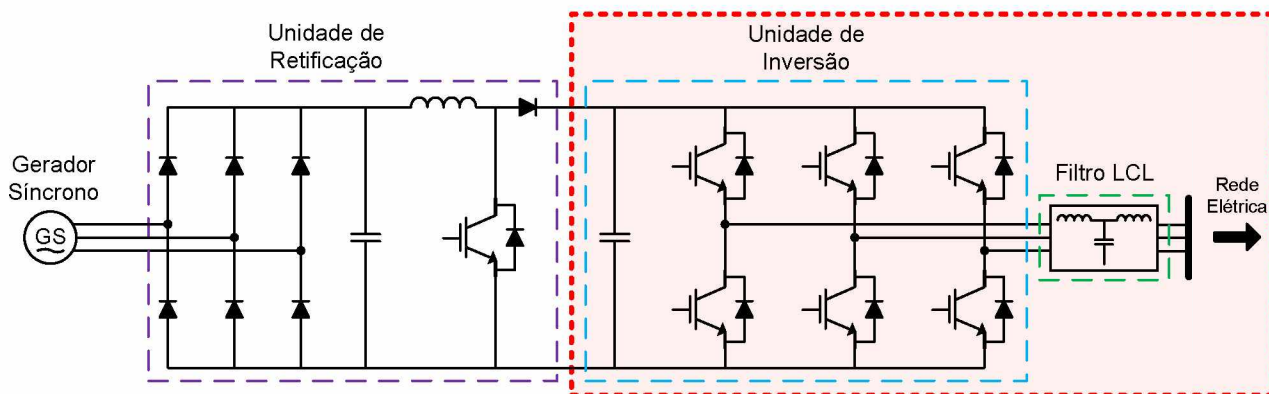 Unidade de
Retificação
Unidade de
Inversão
Gerador
Síncrono
GS
Filtro LCL
Rede
Elétrica